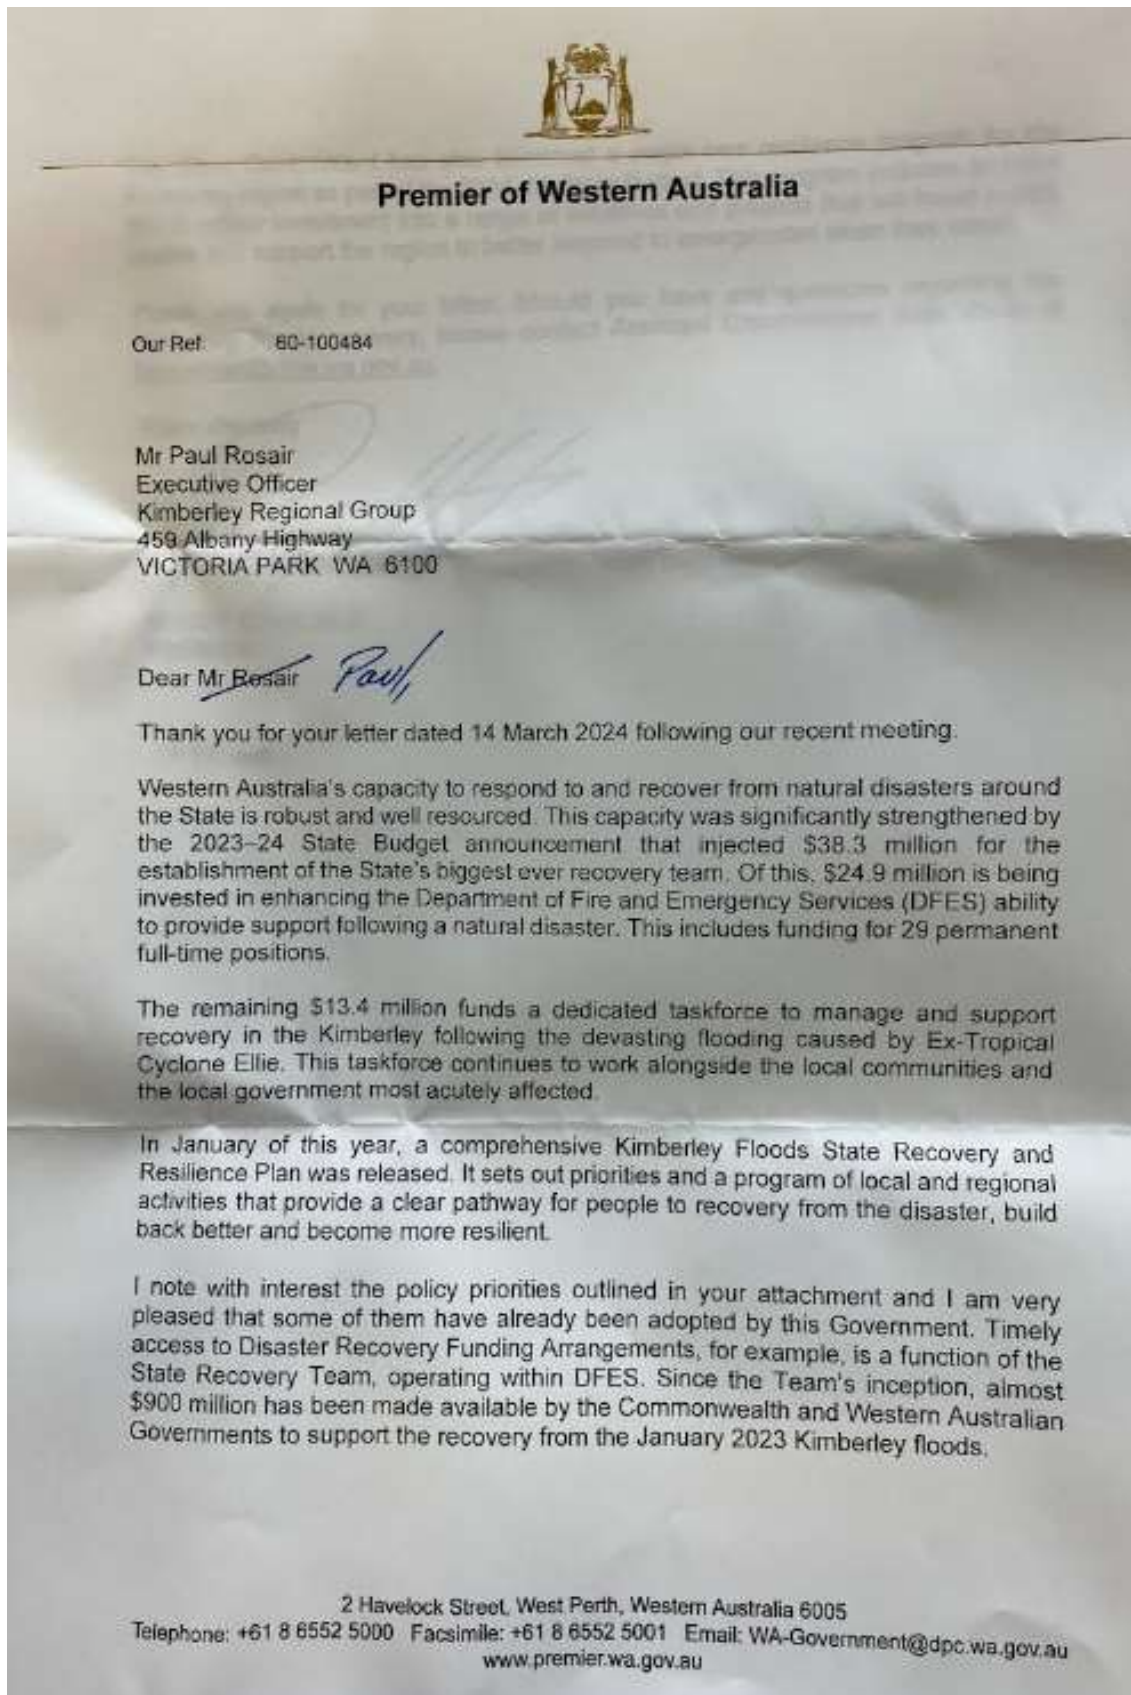 Premier of Western Australia
Our Ref: 60-100484
Mr Paul Rosair
Executive Officer
Kimberley Regional Group
459 Albany Highway
VICTORIA PARK WA 6100
Dear Mr Rosair Paul,
Thank you for your letter dated 14 March 2024 following our recent meeting.
Western Australia's capacity to respond to and recover from natural disasters around
the State is robust and well resourced. This capacity was significantly strengthened by
the 2023–24 State Budget announcement that injected $38.3 million for the
establishment of the State's biggest ever recovery team. Of this, $24.9 million is being
invested in enhancing the Department of Fire and Emergency Services (DFES) ability
to provide support following a natural disaster. This includes funding for 29 permanent
full-time positions.
The remaining $13.4 million funds a dedicated taskforce to manage and support
recovery in the Kimberley following the devasting flooding caused by Ex-Tropical
Cyclone Ellie. This taskforce continues to work alongside the local communities and
the local government most acutely affected.
In January of this year, a comprehensive Kimberley Floods State Recovery and
Resilience Plan was released. It sets out priorities and a program of local and regional
activities that provide a clear pathway for people to recovery from the disaster, build
back better and become more resilient.
I note with interest the policy priorities outlined in your attachment and I am very
pleased that some of them have already been adopted by this Government. Timely
access to Disaster Recovery Funding Arrangements, for example, is a function of the
State Recovery Team, operating within DFES. Since the Team's inception, almost
$900 million has been made available by the Commonwealth and Western Australian
Governments to support the recovery from the January 2023 Kimberley floods.
2 Havelock Street, West Perth, Western Australia 6005
Telephone: +61 8 6552 5000 Facsimile: +61 8 6552 5001 Email: WA-Government@dpc.wa.gov.au
www.premier.wa.gov.au